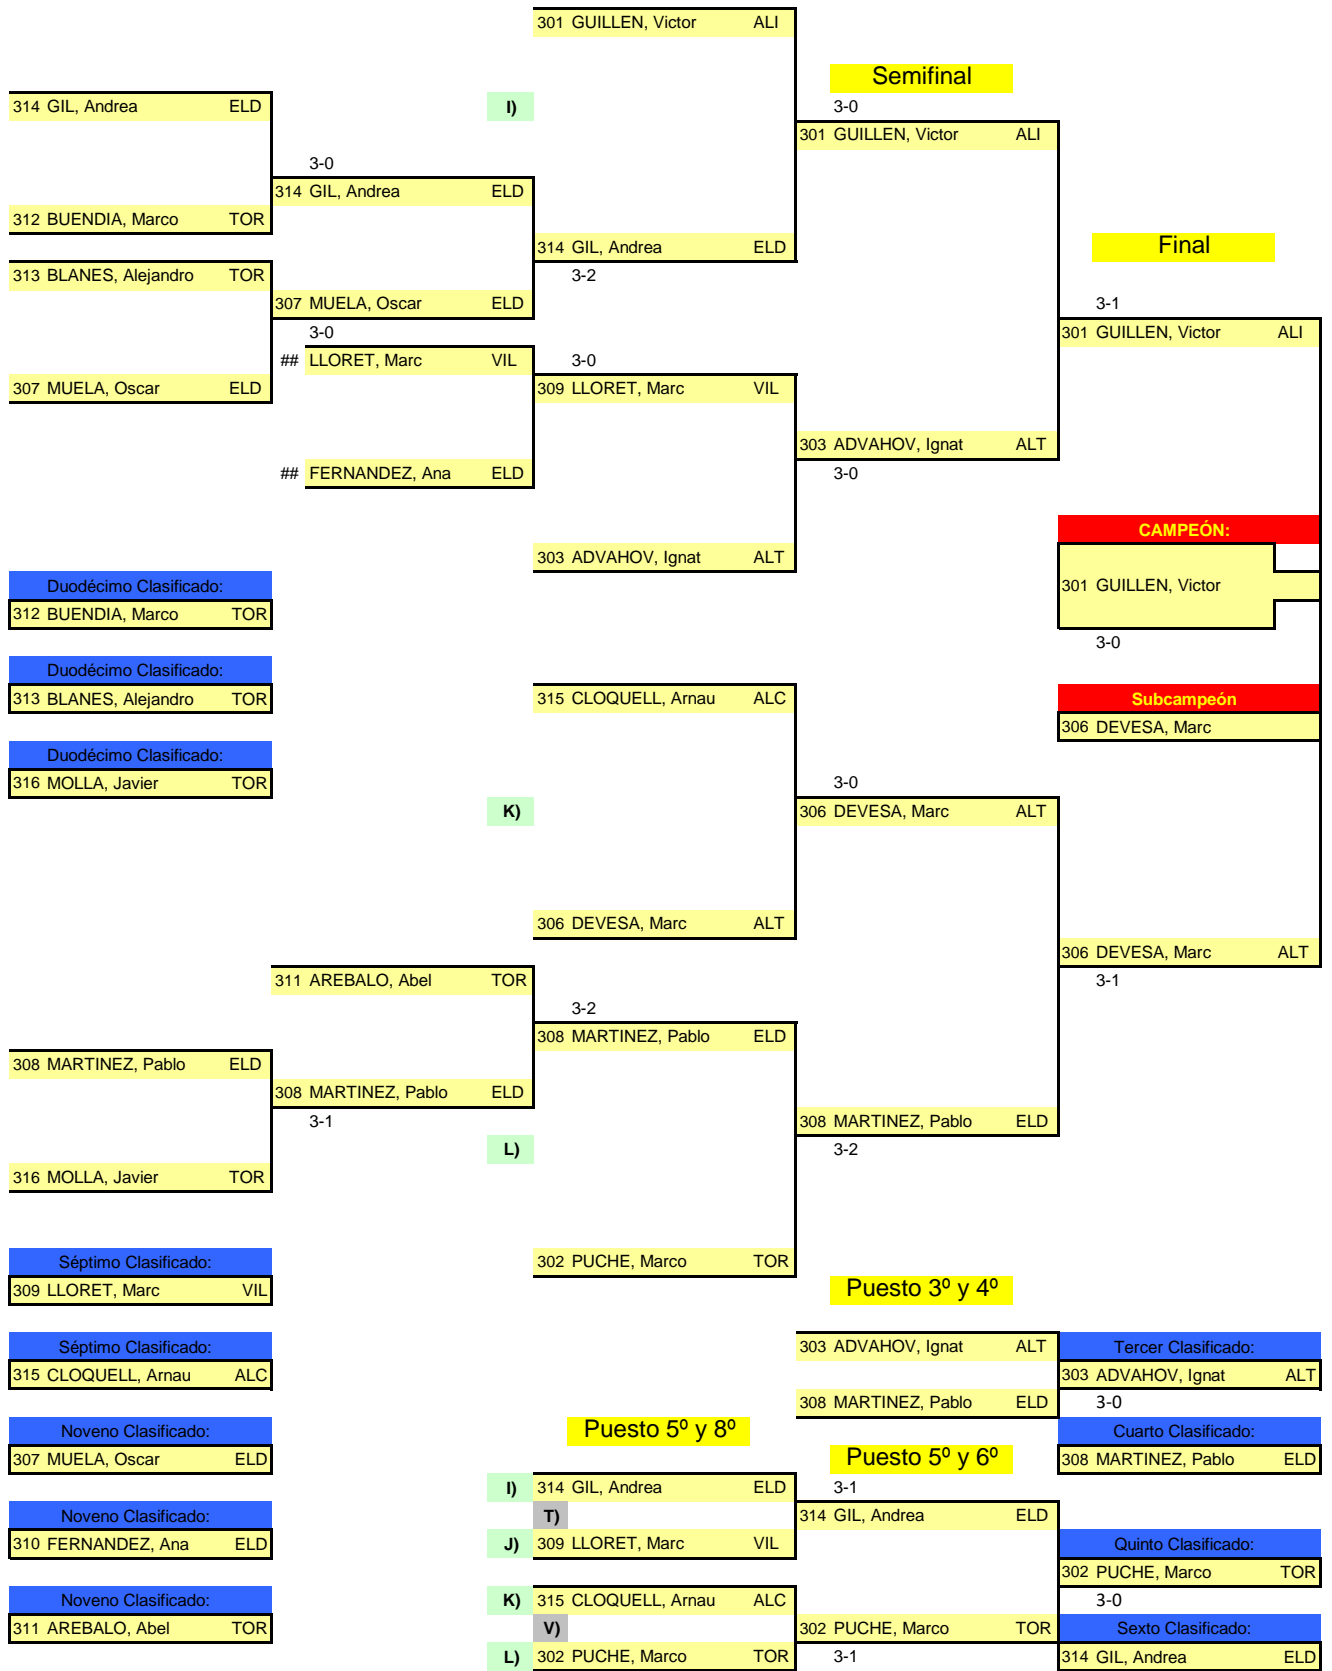 301 GUILLEN, Victor ALI
Semifinal
314 GIL, Andrea ELD I) 3-0
301 GUILLEN, Victor ALI
3-0
314 GIL, Andrea ELD
312 BUENDIA, Marco TOR
314 GIL, Andrea ELD Final
313 BLANES, Alejandro TOR 3-2
307 MUELA, Oscar ELD 3-1
3-0 301 GUILLEN, Victor ALI
## LLORET, Marc VIL 3-0
307 MUELA, Oscar ELD 309 LLORET, Marc VIL
303 ADVAHOV, Ignat ALT
## FERNANDEZ, Ana ELD 3-0
CAMPEÓN:
303 ADVAHOV, Ignat ALT
Duodécimo Clasificado: 301 GUILLEN, Victor
312 BUENDIA, Marco TOR
3-0
Duodécimo Clasificado:
313 BLANES, Alejandro TOR 315 CLOQUELL, Arnau ALC Subcampeón
306 DEVESA, Marc
Duodécimo Clasificado:
316 MOLLA, Javier TOR 3-0
K) 306 DEVESA, Marc ALT
306 DEVESA, Marc ALT
306 DEVESA, Marc ALT
311 AREBALO, Abel TOR 3-1
3-2
308 MARTINEZ, Pablo ELD
308 MARTINEZ, Pablo ELD
308 MARTINEZ, Pablo ELD
3-1 308 MARTINEZ, Pablo ELD
L) 3-2
316 MOLLA, Javier TOR
Séptimo Clasificado: 302 PUCHE, Marco TOR
309 LLORET, Marc VIL Puesto 3º y 4º
Séptimo Clasificado: 303 ADVAHOV, Ignat ALT Tercer Clasificado:
315 CLOQUELL, Arnau ALC 303 ADVAHOV, Ignat ALT
308 MARTINEZ, Pablo ELD 3-0
Noveno Clasificado: Puesto 5º y 8º Cuarto Clasificado:
307 MUELA, Oscar ELD Puesto 5º y 6º 308 MARTINEZ, Pablo ELD
I) 314 GIL, Andrea ELD 3-1
Noveno Clasificado: T) 314 GIL, Andrea ELD
310 FERNANDEZ, Ana ELD J) 309 LLORET, Marc VIL Quinto Clasificado:
302 PUCHE, Marco TOR
Noveno Clasificado: K) 315 CLOQUELL, Arnau ALC 3-0
311 AREBALO, Abel TOR V) 302 PUCHE, Marco TOR Sexto Clasificado:
L) 302 PUCHE, Marco TOR 3-1 314 GIL, Andrea ELD